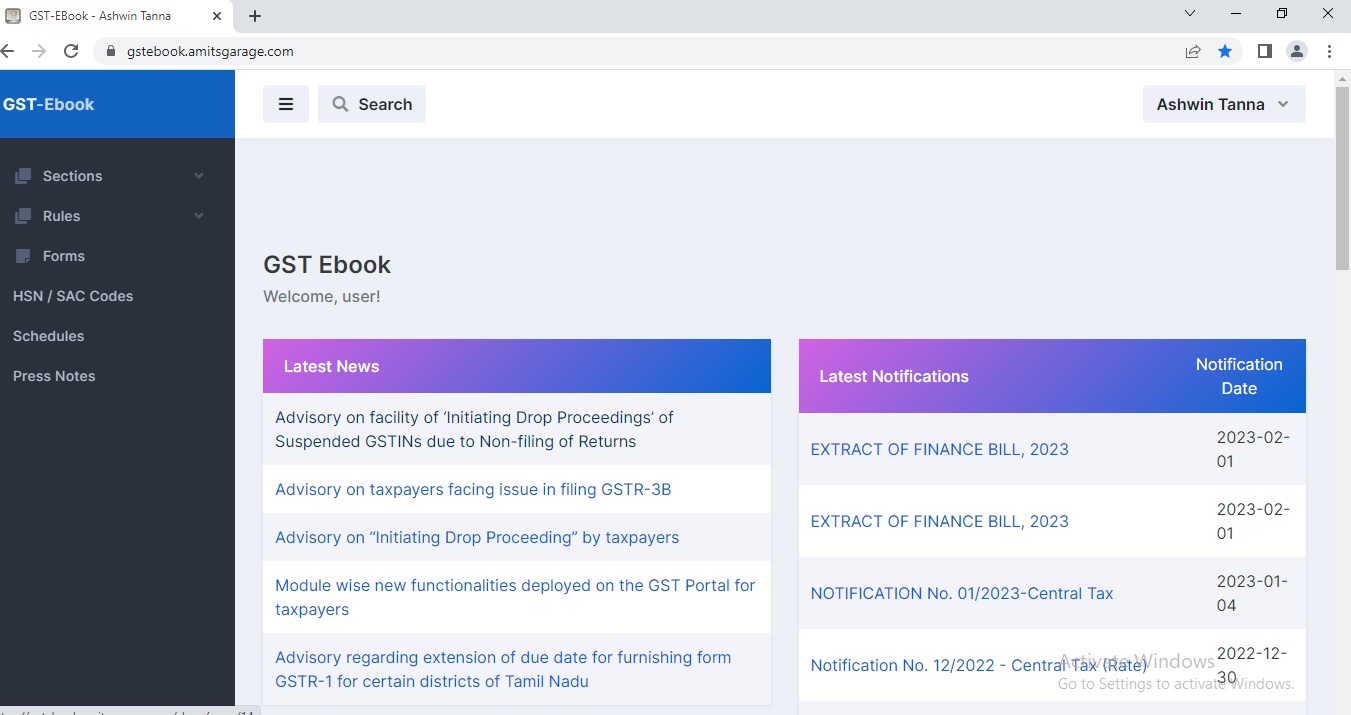 GST-EBook - Ashwin Tanna
gstebook.amitsgarage.com
GST-Ebook
Search
Ashwin Tanna
Sections
Rules
Forms
HSN / SAC Codes
Schedules
Press Notes
GST Ebook
Welcome, user!
Latest News
Advisory on facility of ‘Initiating Drop Proceedings’ of
Suspended GSTINs due to Non-filing of Returns
Advisory on taxpayers facing issue in filing GSTR-3B
Advisory on “Initiating Drop Proceeding” by taxpayers
Module wise new functionalities deployed on the GST Portal for
taxpayers
Advisory regarding extension of due date for furnishing form
GSTR-1 for certain districts of Tamil Nadu
Latest Notifications
Notification
Date
EXTRACT OF FINANCE BILL, 2023
2023-02-
01
EXTRACT OF FINANCE BILL, 2023
2023-02-
01
NOTIFICATION No. 01/2023-Central Tax
2023-01-
04
Notification No. 12/2022 - Central Tax (Rate)
2022-12-
30
Activate Windows
Go to Settings to activate Windows.